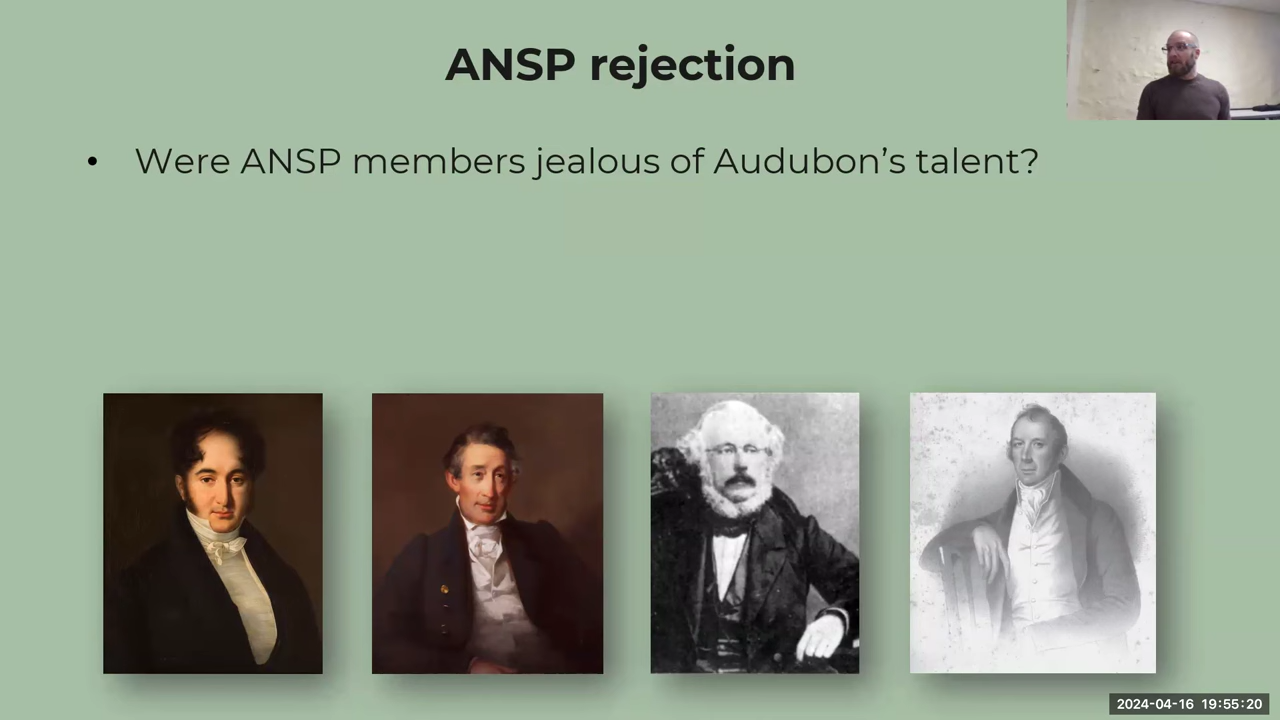 ANSP rejection
• Were ANSP members jealous of Audubon’s talent?
2024-04-16 19:55:20